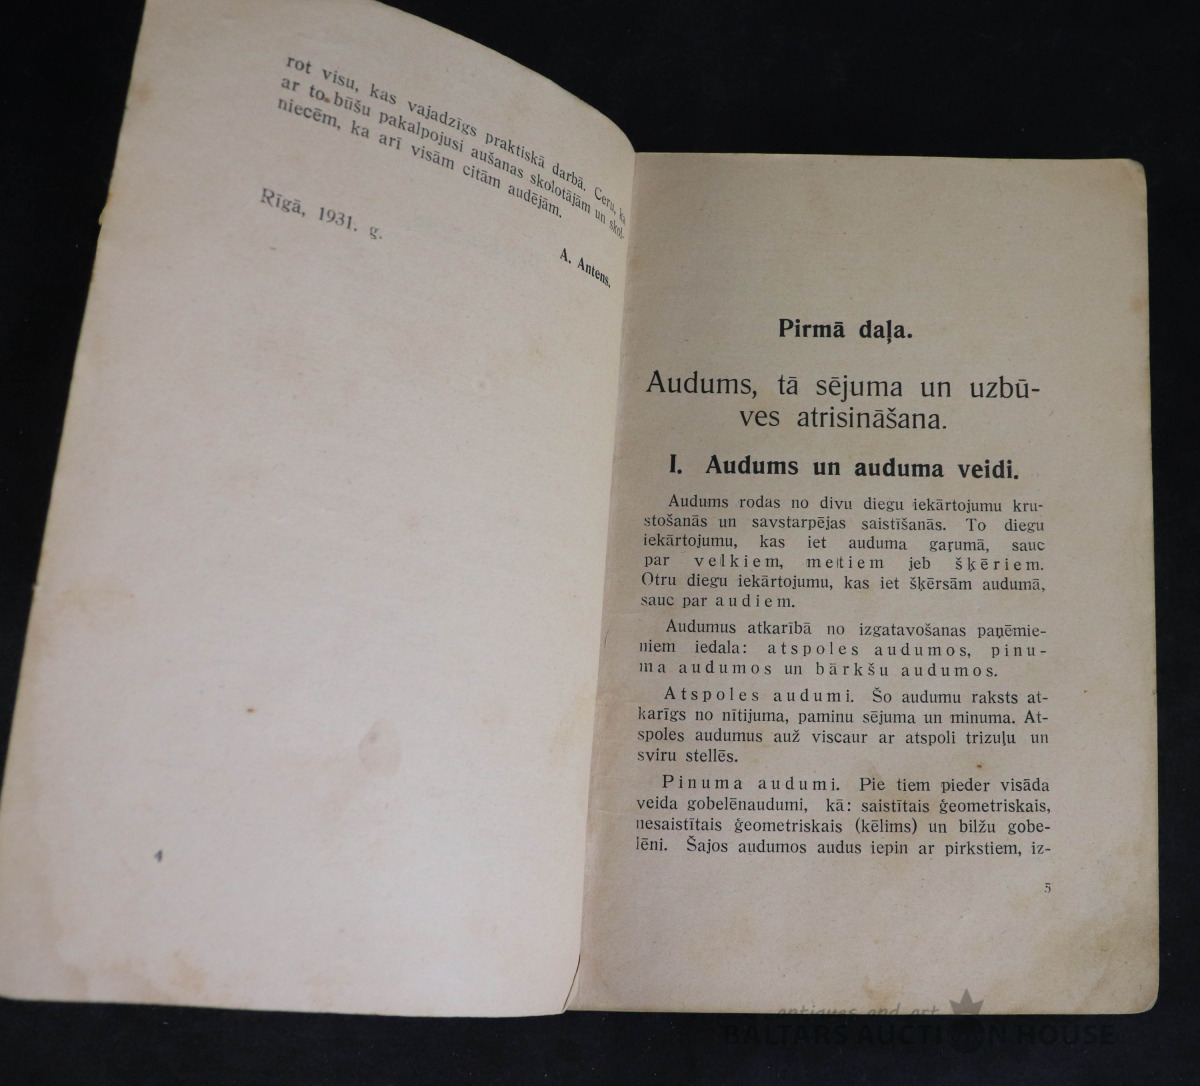 rot visu, kas vajadzīgs praktiskā darbā. Ceru, ka
ar to būšu pakalpojusi aušanas skolotājām un skol-
niecēm, ka arī visām citām audējām.
Rīgā, 1931. g.
A. Antens.
4
Pirmā daļa.
Audums, tā sējuma un uzbū-
ves atrisināšana.
I. Audums un auduma veidi.
Audums rodas no divu diegu iekārtojumu kru-
stošanās un savstarpējas saistīšanās. To diegu
iekārtojumu, kas iet auduma gaŗumā, sauc
par velkiem, metiem jeb šķēriem.
Otru diegu iekārtojumu, kas iet šķērsām audumā,
sauc par audiem.
Audumus atkarībā no izgatavošanas paņēmie-
niem iedala: atspoles audumos, pinu-
ma audumos un bārkšu audumos.
Atspoles audumi. Šo audumu raksts at-
karīgs no nītijuma, paminu sējuma un minuma. At-
spoles audumus auž viscaur ar atspoli trizuļu un
sviru stellēs.
Pinuma audumi. Pie tiem pieder visāda
veida gobelēnaudumi, kā: saistītais ģeometriskais,
nesaistītais ģeometriskais (kēlims) un bilžu gobe-
lēni. Šajos audumos audus iepin ar pirkstiem, iz-
5
antiques and art
BALTARS AUCTION HOUSE